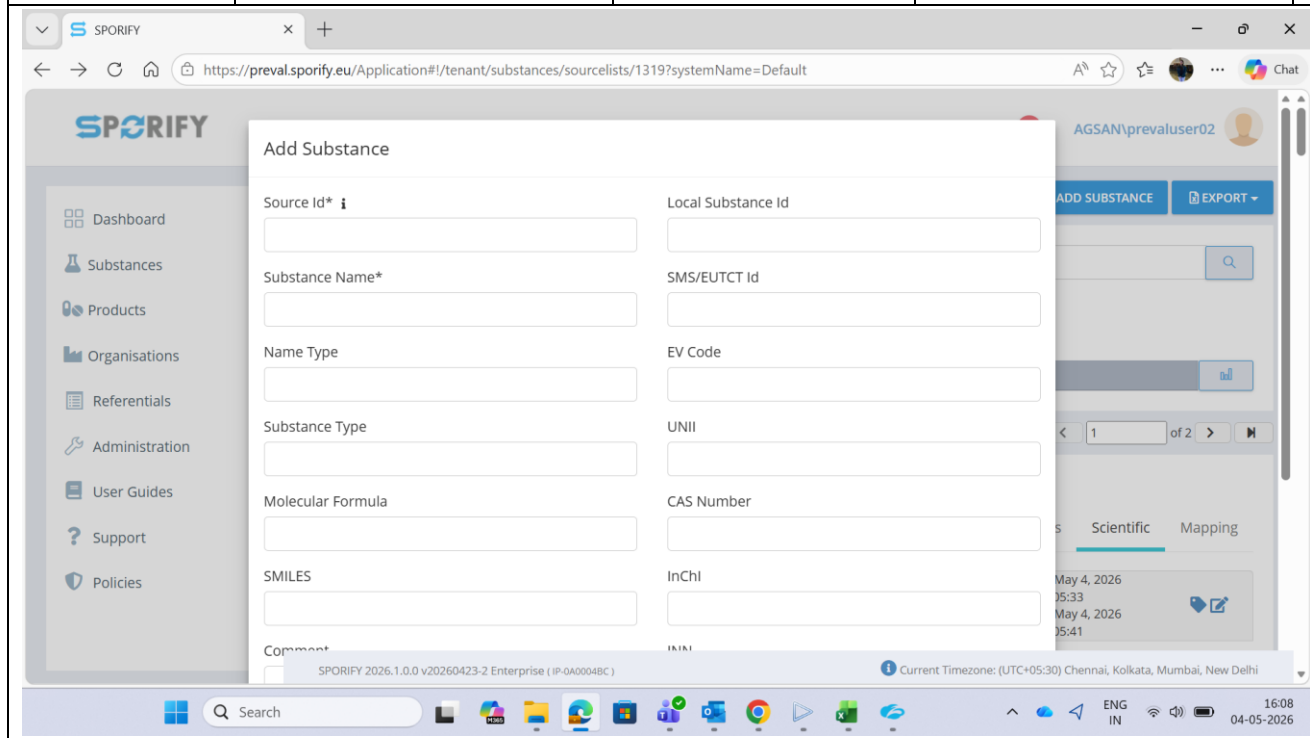 SPORIFY
https://preval.sporify.eu/Application#!/tenant/substances/sourcelists/1319?systemName=Default
Chat
SPORIFY
AGSAN\prevaluser02
Add Substance
ADD SUBSTANCE
EXPORT
Dashboard
Substances
Products
Organisations
Referentials
Administration
User Guides
Support
Policies
Source Id* i
Local Substance Id
Substance Name*
SMS/EUTCT Id
Name Type
EV Code
Substance Type
UNII
1 of 2
Molecular Formula
CAS Number
s Scientific Mapping
SMILES
InChI
May 4, 2026
05:33
May 4, 2026
05:41
Comment
INN
SPORIFY 2026.1.0.0 v20260423-2 Enterprise ( IP-0A0004BC )
Current Timezone: (UTC+05:30) Chennai, Kolkata, Mumbai, New Delhi
Search
M365
ENG
IN
16:08
04-05-2026